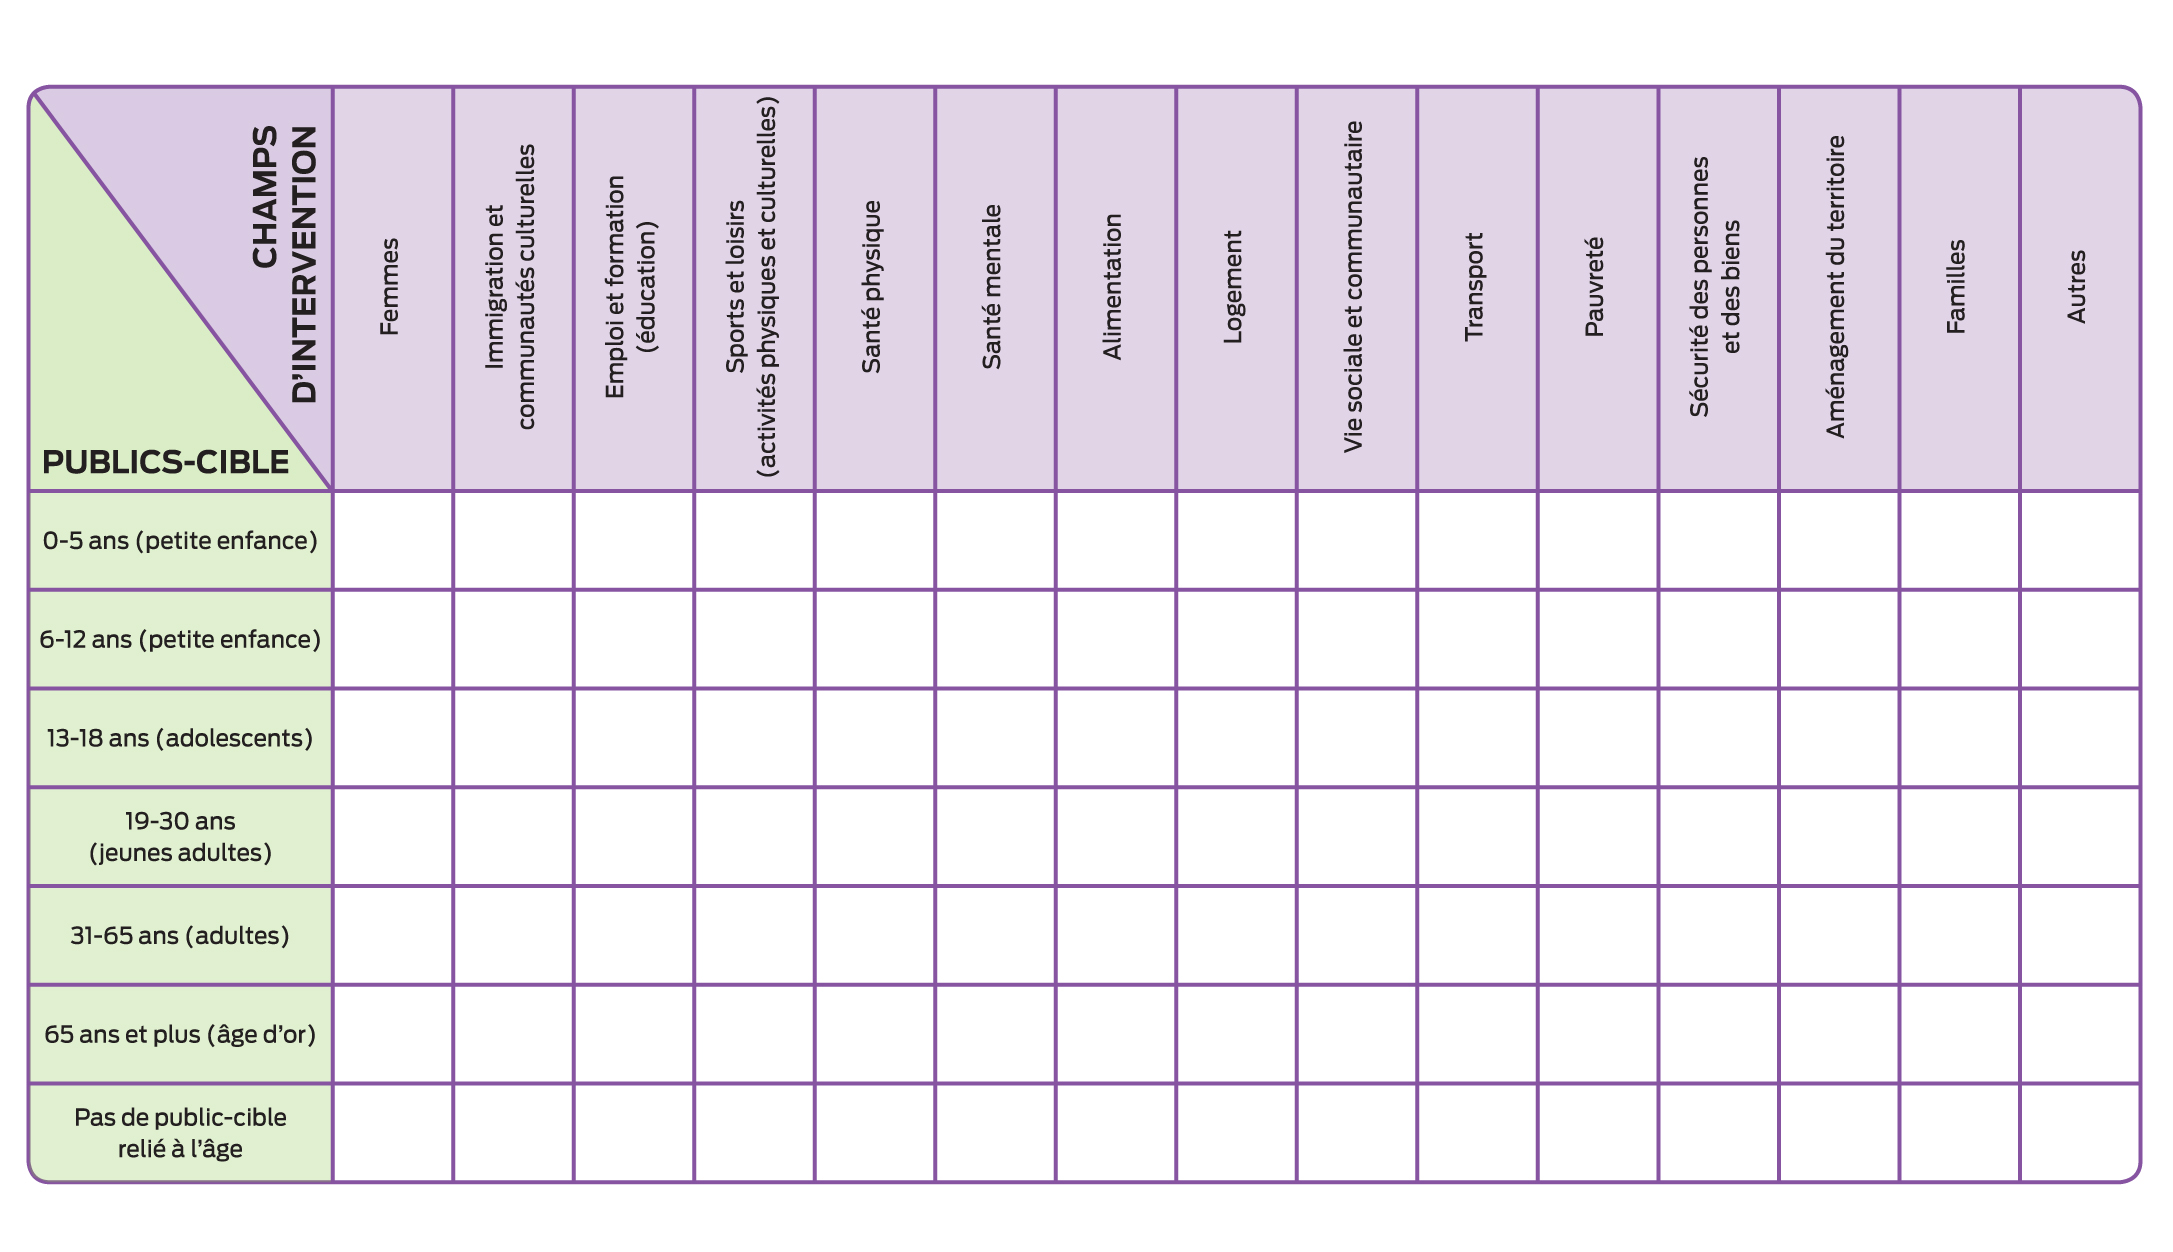 CHAMPS
D’INTERVENTION
PUBLICS-CIBLE
Femmes
Immigration et
communautés culturelles
Emploi et formation
(éducation)
Sports et loisirs
(activités physiques et culturelles)
Santé physique
Santé mentale
Alimentation
Logement
Vie sociale et communautaire
Transport
Pauvreté
Sécurité des personnes
et des biens
Aménagement du territoire
Familles
Autres
0-5 ans (petite enfance)
6-12 ans (petite enfance)
13-18 ans (adolescents)
19-30 ans
(jeunes adultes)
31-65 ans (adultes)
65 ans et plus (âge d’or)
Pas de public-cible
relié à l’âge